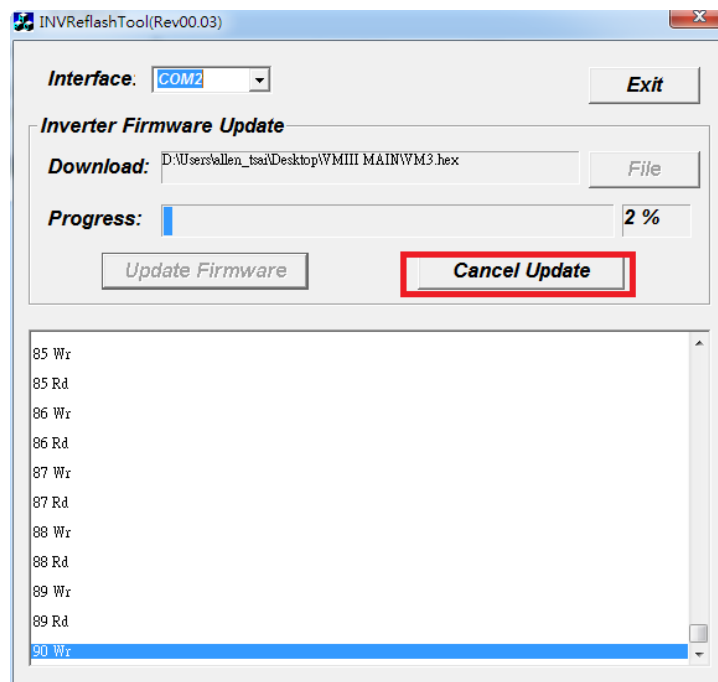 INVReflashTool(Rev00.03)
Interface: COM2
Exit
Inverter Firmware Update
Download: D:\Users\allen_tsai\Desktop\VMIII MAIN\VM3.hex
File
Progress: 2 %
Update Firmware
Cancel Update
85 Wr
85 Rd
86 Wr
86 Rd
87 Wr
87 Rd
88 Wr
88 Rd
89 Wr
89 Rd
90 Wr